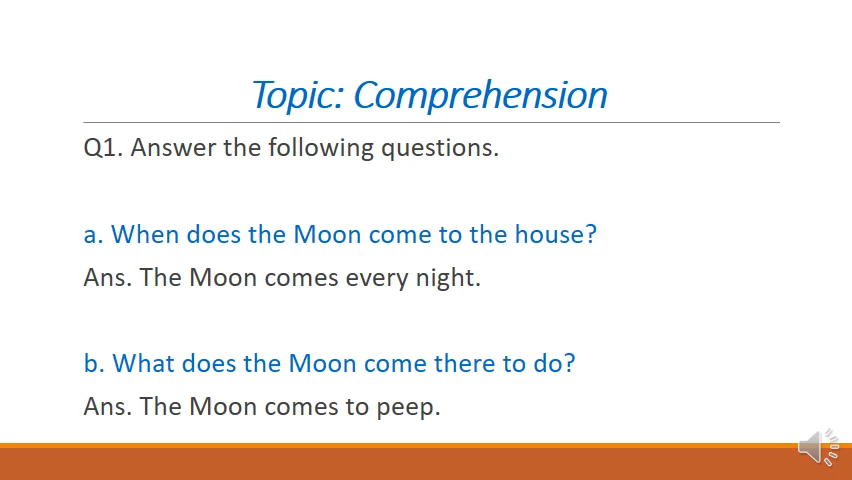 Topic: Comprehension
Q1. Answer the following questions.
a. When does the Moon come to the house?
Ans. The Moon comes every night.
b. What does the Moon come there to do?
Ans. The Moon comes to peep.